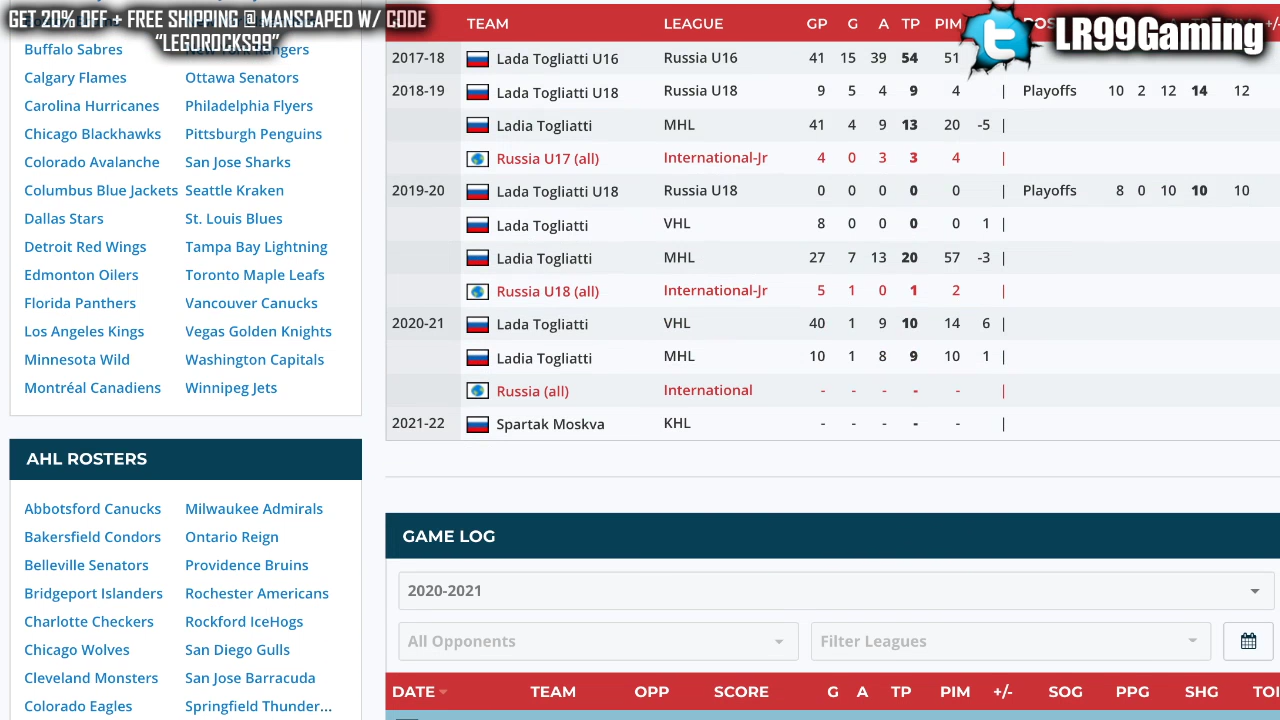 GET 20% OFF + FREE SHIPPING @ MANSCAPED W/ CODE
"LEGOROCKS99"
LR99Gaming
Buffalo Sabres
Rangers
Calgary Flames Ottawa Senators
Carolina Hurricanes Philadelphia Flyers
Chicago Blackhawks Pittsburgh Penguins
Colorado Avalanche San Jose Sharks
Columbus Blue Jackets Seattle Kraken
Dallas Stars St. Louis Blues
Detroit Red Wings Tampa Bay Lightning
Edmonton Oilers Toronto Maple Leafs
Florida Panthers Vancouver Canucks
Los Angeles Kings Vegas Golden Knights
Minnesota Wild Washington Capitals
Montréal Canadiens Winnipeg Jets
AHL ROSTERS
Abbotsford Canucks Milwaukee Admirals
Bakersfield Condors Ontario Reign
Belleville Senators Providence Bruins
Bridgeport Islanders Rochester Americans
Charlotte Checkers Rockford IceHogs
Chicago Wolves San Diego Gulls
Cleveland Monsters San Jose Barracuda
Colorado Eagles Springfield Thunder...
TEAM LEAGUE GP G A TP PIM +/-
2017-18 Lada Togliatti U16 Russia U16 41 15 39 54 51
2018-19 Lada Togliatti U18 Russia U18 9 5 4 9 4 | Playoffs 10 2 12 14 12
Ladia Togliatti MHL 41 4 9 13 20 -5 |
Russia U17 (all) International-Jr 4 0 3 3 4 |
2019-20 Lada Togliatti U18 Russia U18 0 0 0 0 0 | Playoffs 8 0 10 10 10
Lada Togliatti VHL 8 0 0 0 0 1 |
Lada Togliatti MHL 27 7 13 20 57 -3 |
Russia U18 (all) International-Jr 5 1 0 1 2 |
2020-21 Lada Togliatti VHL 40 1 9 10 14 6 |
Ladia Togliatti MHL 10 1 8 9 10 1 |
Russia (all) International - - - - - |
2021-22 Spartak Moskva KHL - - - - - |
GAME LOG
2020-2021
All Opponents Filter Leagues
DATE TEAM OPP SCORE G A TP PIM +/- SOG PPG SHG TOI